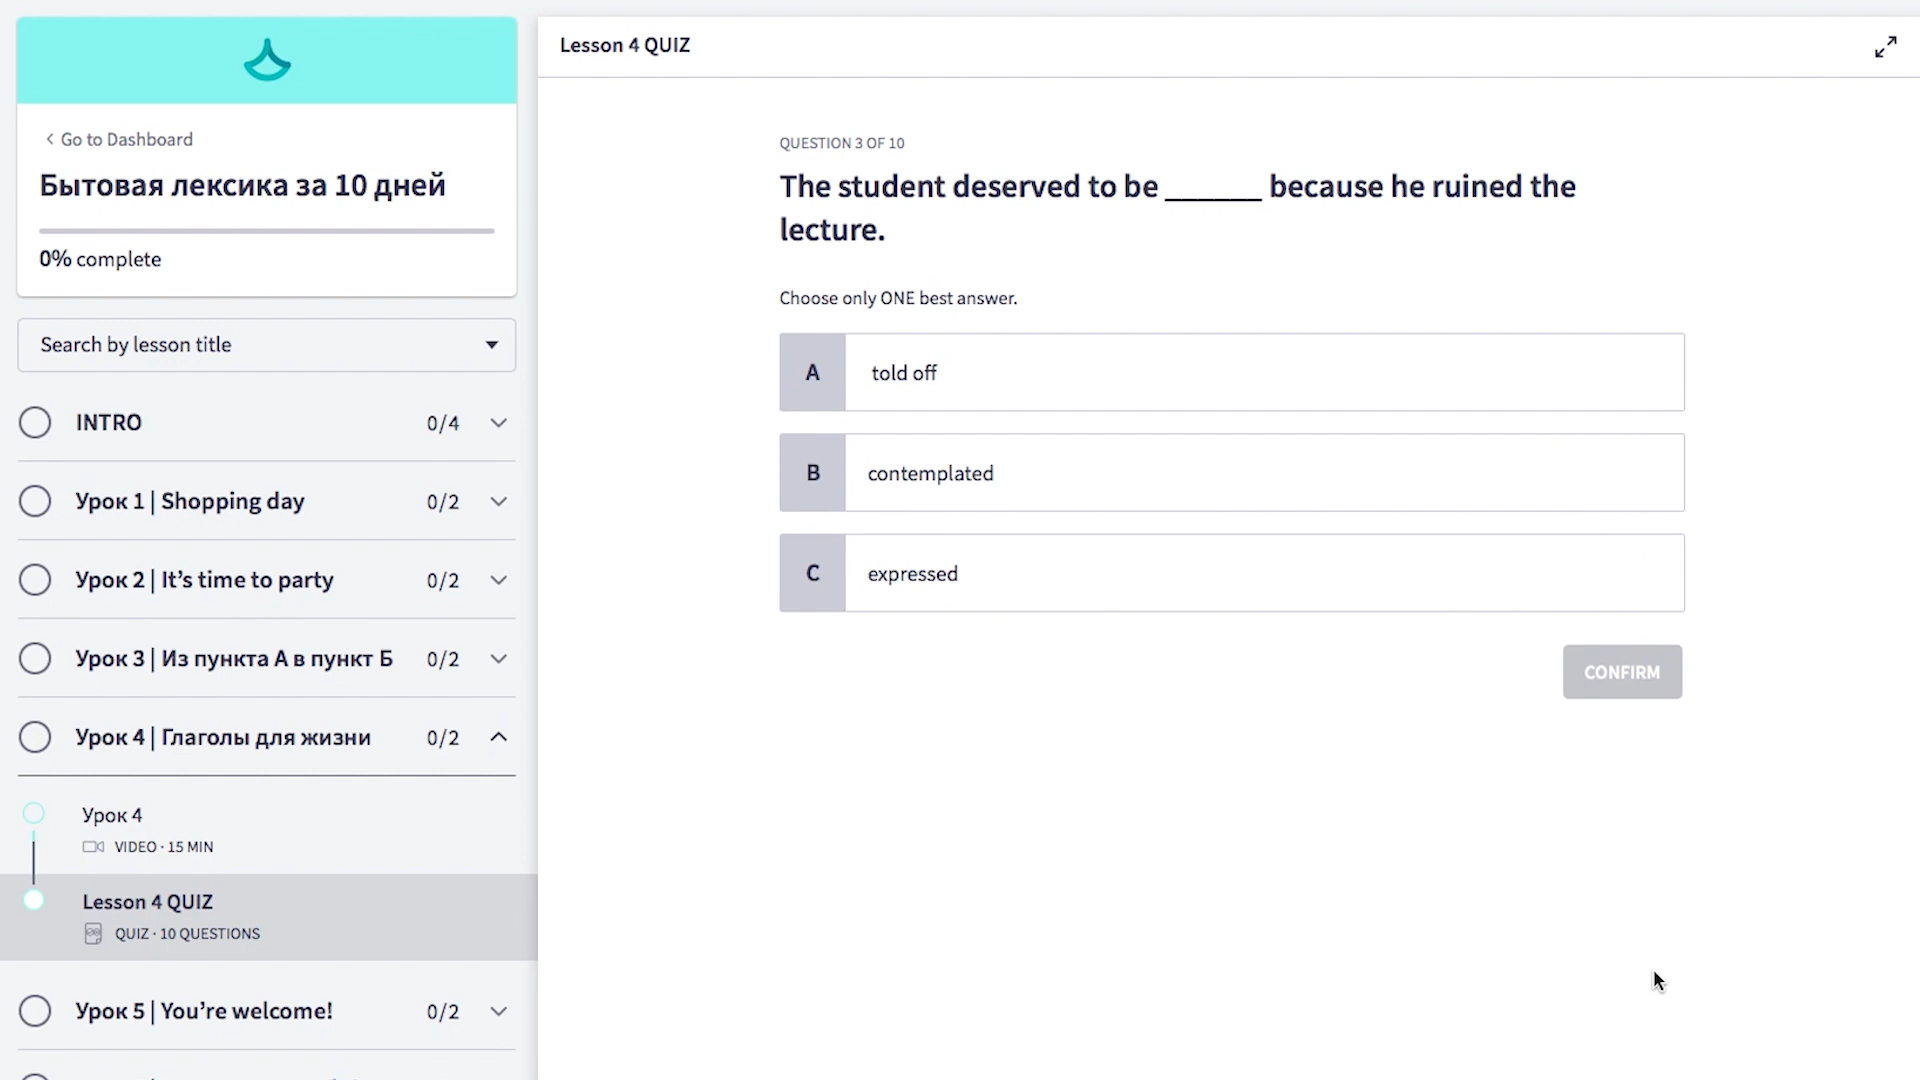 Go to Dashboard
Бытовая лексика за 10 дней
0% complete
Search by lesson title
INTRO 0/4
Урок 1 | Shopping day 0/2
Урок 2 | It’s time to party 0/2
Урок 3 | Из пункта А в пункт Б 0/2
Урок 4 | Глаголы для жизни 0/2
Урок 4
VIDEO · 15 MIN
Lesson 4 QUIZ
QUIZ · 10 QUESTIONS
Урок 5 | You’re welcome! 0/2
Lesson 4 QUIZ
QUESTION 3 OF 10
The student deserved to be ______ because he ruined the
lecture.
Choose only ONE best answer.
A told off
B contemplated
C expressed
CONFIRM